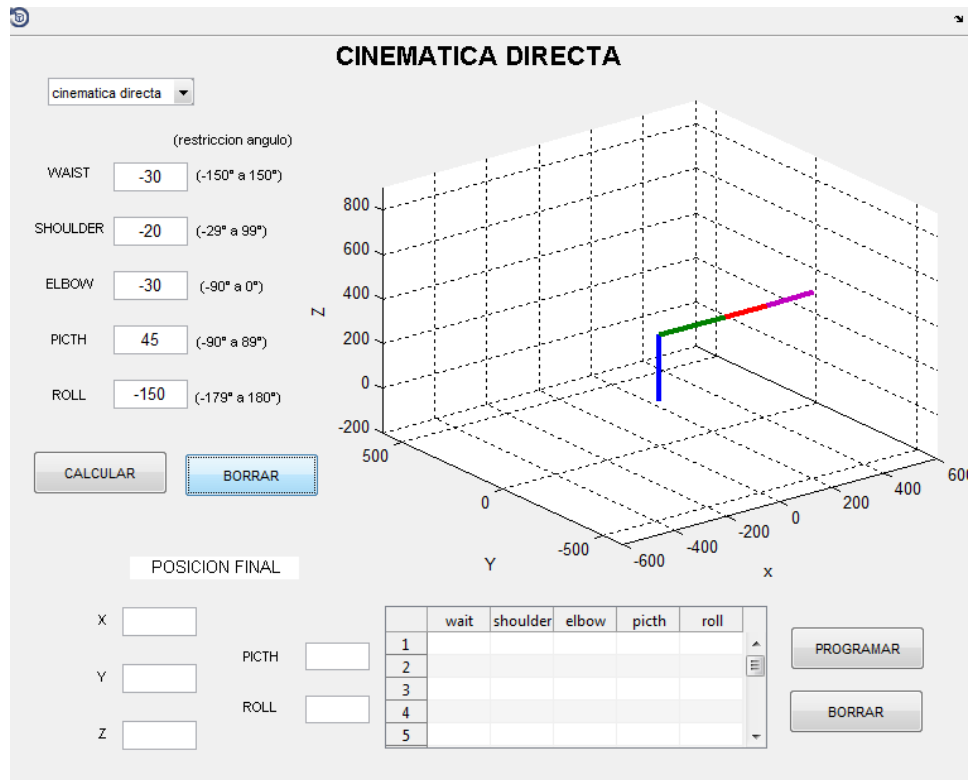 CINEMATICA DIRECTA
cinematica directa
(restriccion angulo)
WAIST -30 (-150° a 150°)
SHOULDER -20 (-29° a 99°)
ELBOW -30 (-90° a 0°)
PICTH 45 (-90° a 89°)
ROLL -150 (-179° a 180°)
CALCULAR BORRAR
Z
800
600
400
200
0
-200
500
0
-500
Y
-600 -400 -200 0 200 400 600
x
POSICION FINAL
X
Y
Z
PICTH
ROLL
wait shoulder elbow picth roll
1
2
3
4
5
PROGRAMAR
BORRAR